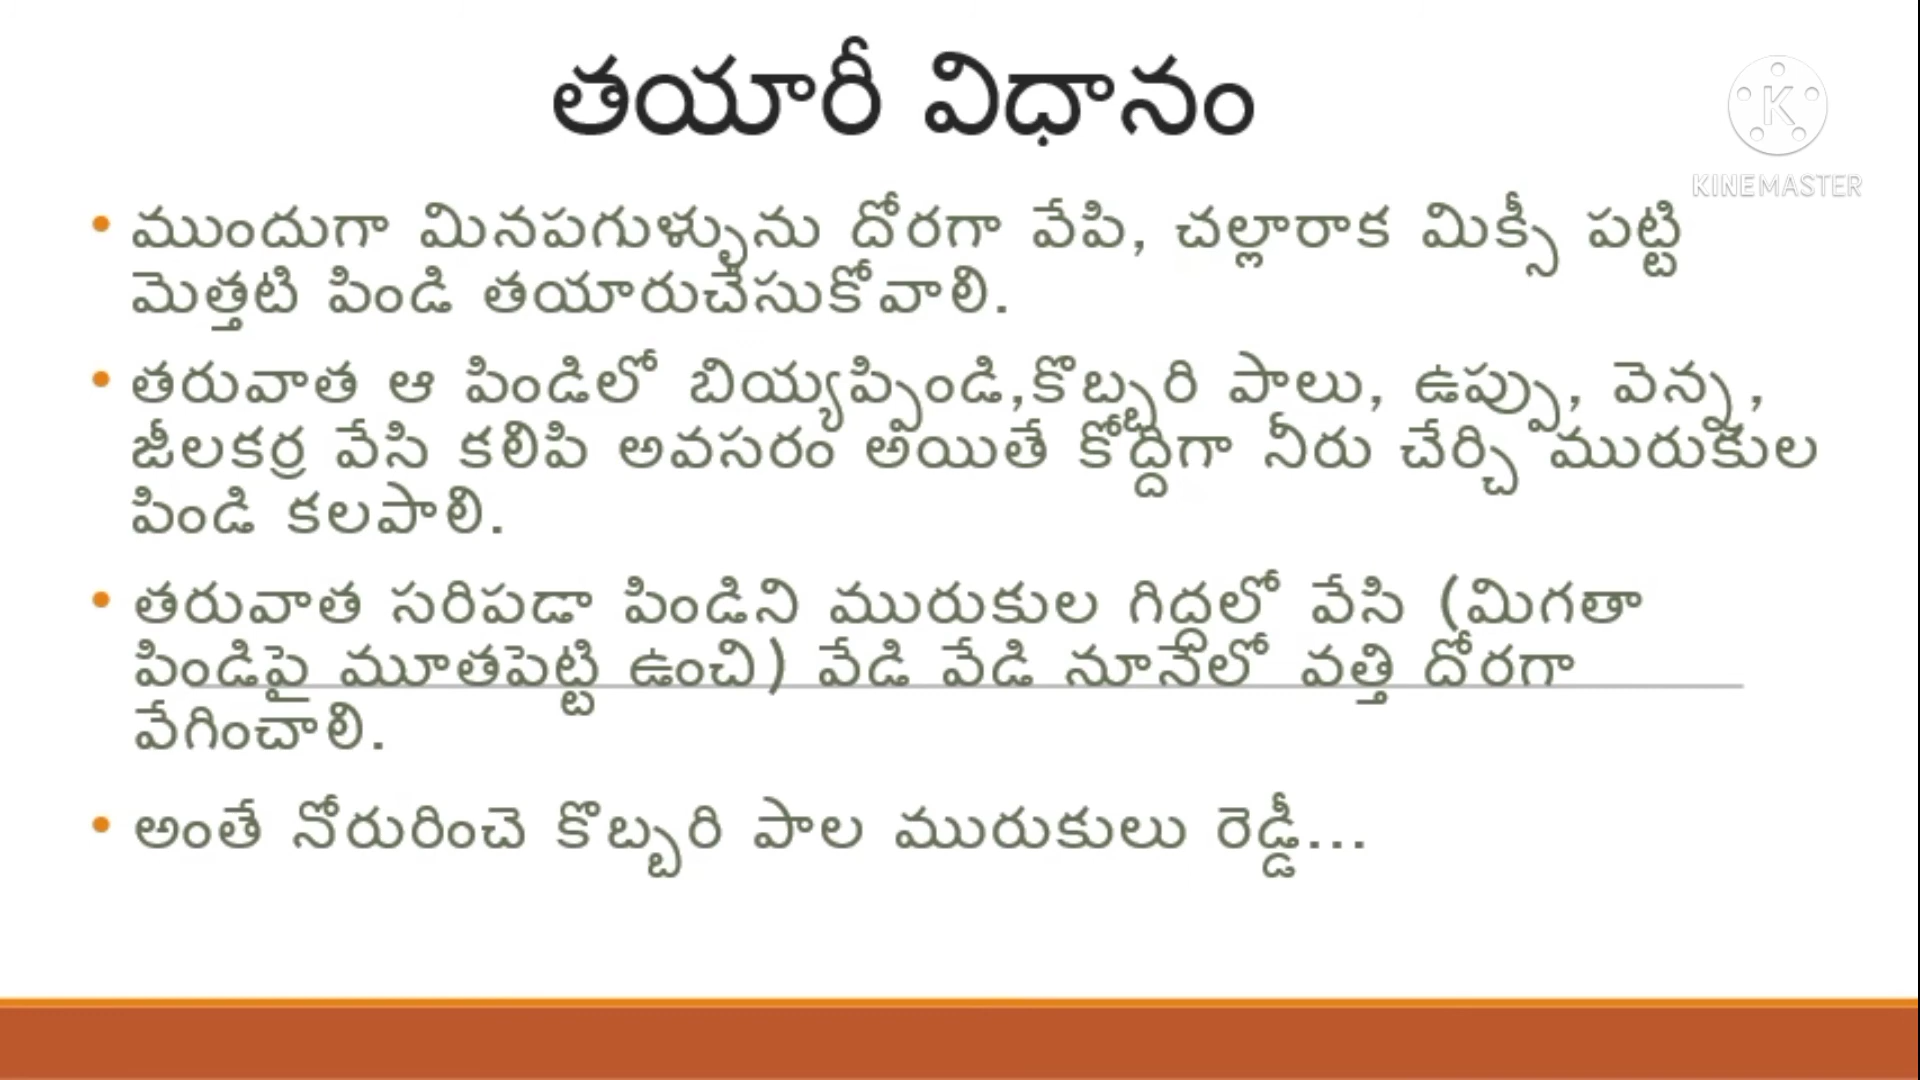 తయారీ విధానం
KINEMASTER
• ముందుగా మినపగుళ్ళును దోరగా వేపి, చల్లారాక మిక్సీ పట్టి
మెత్తటి పిండి తయారుచేసుకోవాలి.
• తరువాత ఆ పిండిలో బియ్యప్పిండి,కొబ్బరి పాలు, ఉప్పు, వెన్న,
జీలకర్ర వేసి కలిపి అవసరం అయితే కోద్దిగా నీరు చేర్చి మురుకుల
పిండి కలపాలి.
• తరువాత సరిపడా పిండిని మురుకుల గిద్దలో వేసి (మిగతా
పిండిపై మూతపెట్టి ఉంచి) వేడి వేడి నూనేలో వత్తి దోరగా
వేగించాలి.
• అంతే నోరురించె కొబ్బరి పాల మురుకులు రెడ్డీ...